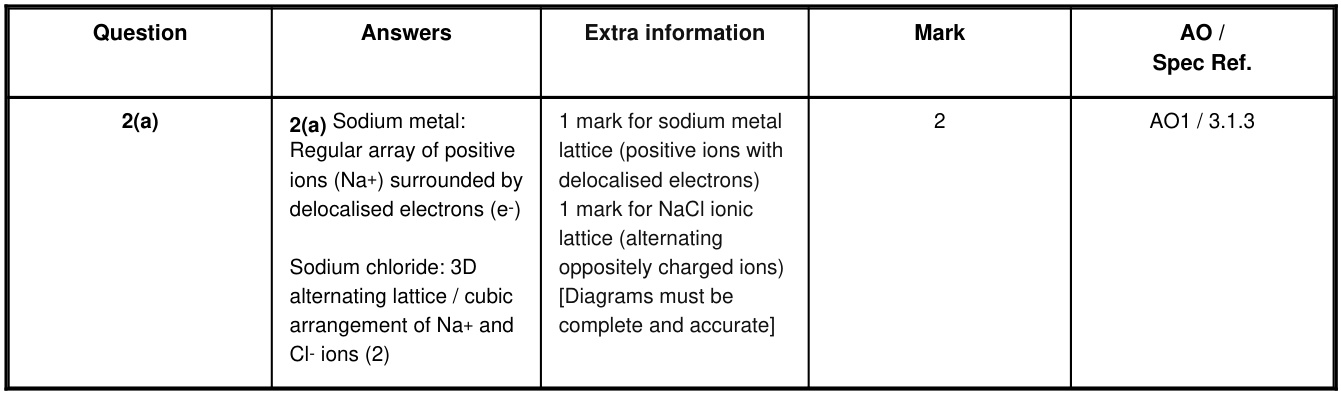 Question
Answers
Extra information
Mark
AO /
Spec Ref.
2(a)
2(a) Sodium metal:
Regular array of positive
ions (Na+) surrounded by
delocalised electrons (e-)
Sodium chloride: 3D
alternating lattice / cubic
arrangement of Na+ and
Cl- ions (2)
1 mark for sodium metal
lattice (positive ions with
delocalised electrons)
1 mark for NaCl ionic
lattice (alternating
oppositely charged ions)
[Diagrams must be
complete and accurate]
2
AO1 / 3.1.3